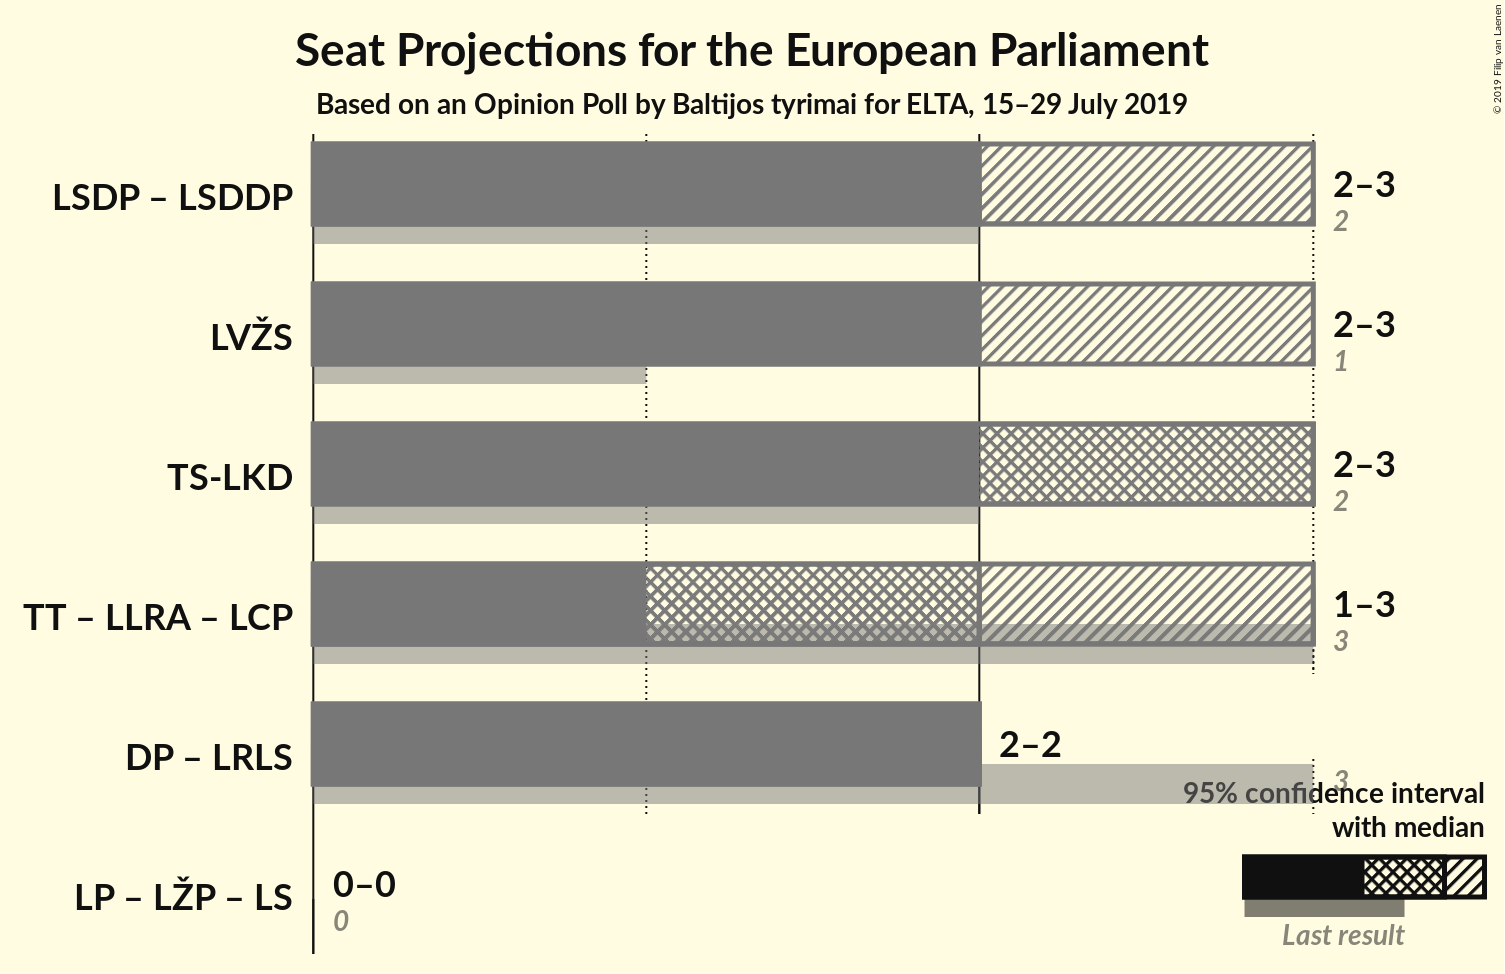 Seat Projections for the European Parliament
Based on an Opinion Poll by Baltijos tyrimai for ELTA, 15–29 July 2019
© 2019 Filip van Laenen
LSDP – LSDDP
2–3
2
LVŽS
2–3
1
TS-LKD
2–3
2
TT – LLRA – LCP
1–3
3
DP – LRLS
2–2
3
LP – LŽP – LS
0–0
0
95% confidence interval
with median
Last result